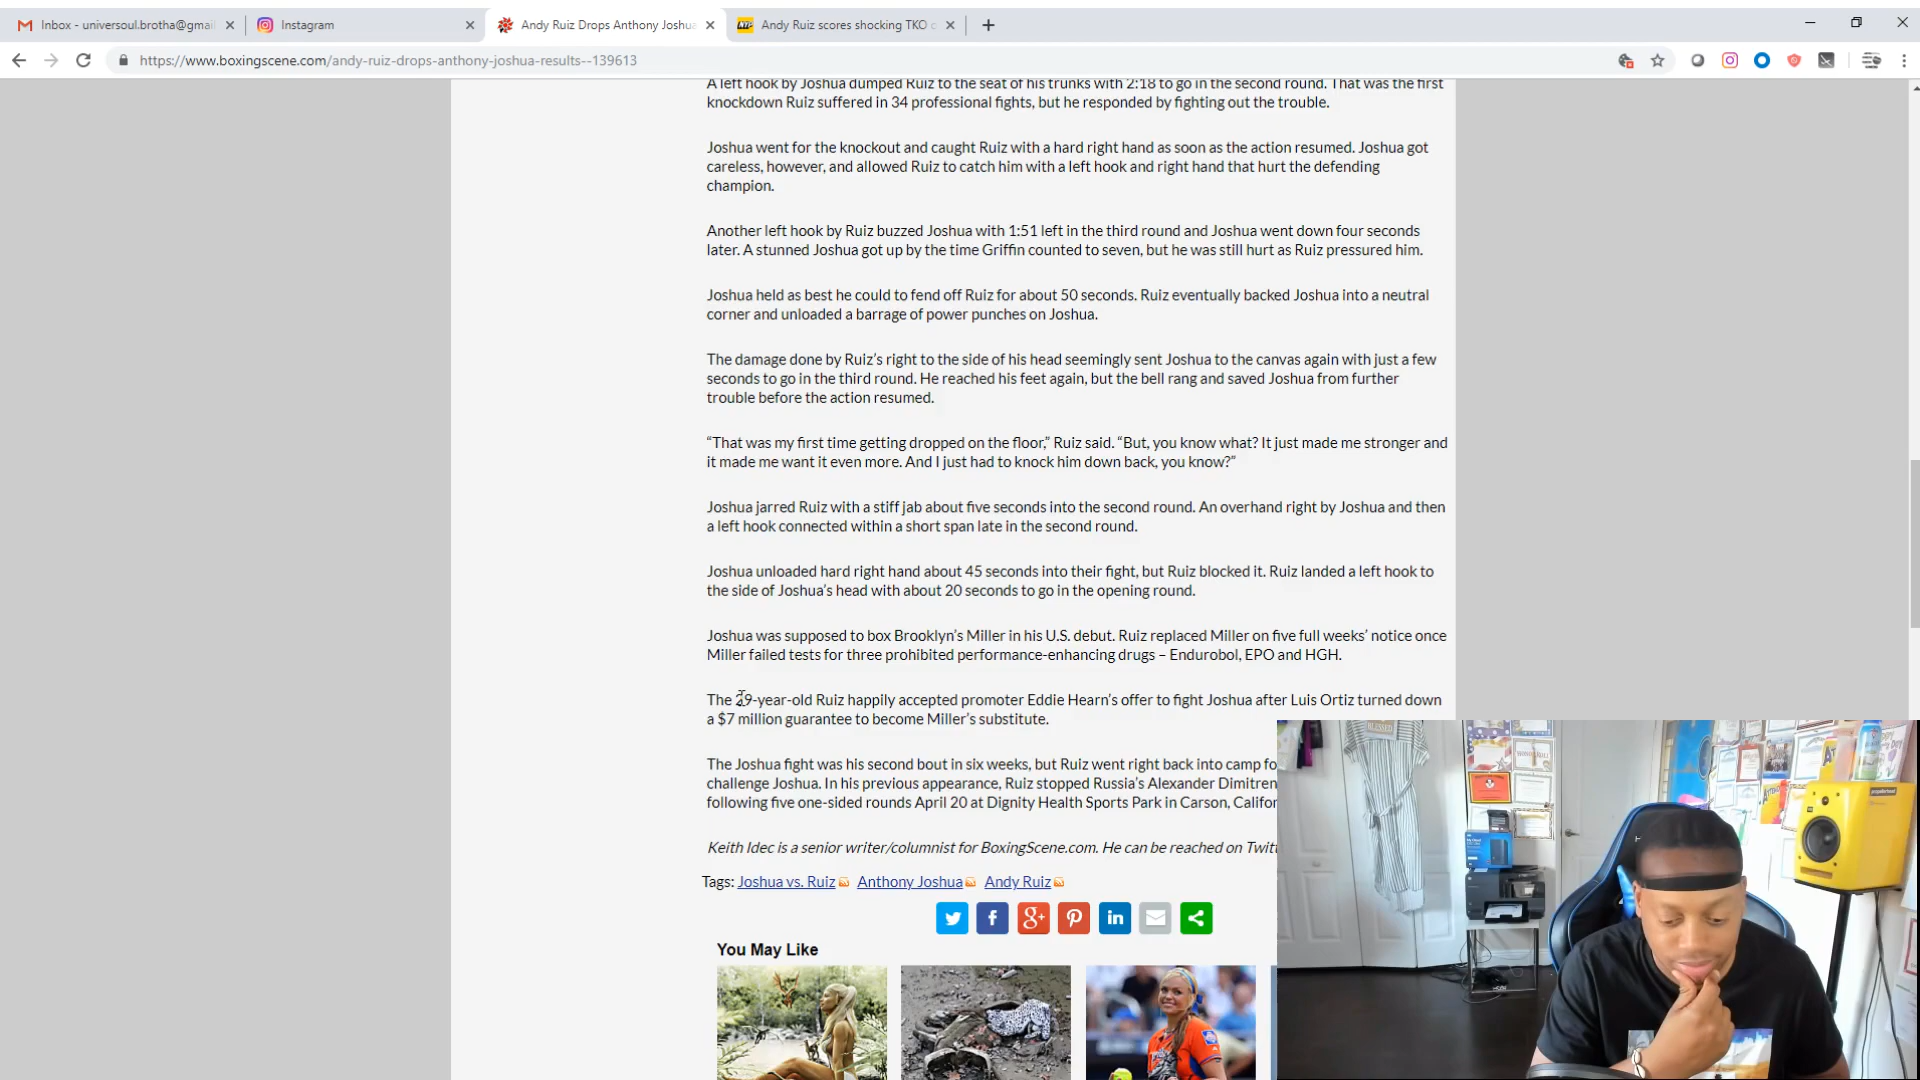 Inbox - universoul.brotha@gmai
Instagram
Andy Ruiz Drops Anthony Joshua
Andy Ruiz scores shocking TKO o
https://www.boxingscene.com/andy-ruiz-drops-anthony-joshua-results--139613
A left hook by Joshua dumped Ruiz to the seat of his trunks with 2:18 to go in the second round. That was the first
knockdown Ruiz suffered in 34 professional fights, but he responded by fighting out the trouble.
Joshua went for the knockout and caught Ruiz with a hard right hand as soon as the action resumed. Joshua got
careless, however, and allowed Ruiz to catch him with a left hook and right hand that hurt the defending
champion.
Another left hook by Ruiz buzzed Joshua with 1:51 left in the third round and Joshua went down four seconds
later. A stunned Joshua got up by the time Griffin counted to seven, but he was still hurt as Ruiz pressured him.
Joshua held as best he could to fend off Ruiz for about 50 seconds. Ruiz eventually backed Joshua into a neutral
corner and unloaded a barrage of power punches on Joshua.
The damage done by Ruiz’s right to the side of his head seemingly sent Joshua to the canvas again with just a few
seconds to go in the third round. He reached his feet again, but the bell rang and saved Joshua from further
trouble before the action resumed.
“That was my first time getting dropped on the floor,” Ruiz said. “But, you know what? It just made me stronger and
it made me want it even more. And I just had to knock him down back, you know?”
Joshua jarred Ruiz with a stiff jab about five seconds into the second round. An overhand right by Joshua and then
a left hook connected within a short span late in the second round.
Joshua unloaded hard right hand about 45 seconds into their fight, but Ruiz blocked it. Ruiz landed a left hook to
the side of Joshua’s head with about 20 seconds to go in the opening round.
Joshua was supposed to box Brooklyn’s Miller in his U.S. debut. Ruiz replaced Miller on five full weeks’ notice once
Miller failed tests for three prohibited performance-enhancing drugs – Endurobol, EPO and HGH.
The 29-year-old Ruiz happily accepted promoter Eddie Hearn’s offer to fight Joshua after Luis Ortiz turned down
a $7 million guarantee to become Miller’s substitute.
The Joshua fight was his second bout in six weeks, but Ruiz went right back into camp fo
challenge Joshua. In his previous appearance, Ruiz stopped Russia’s Alexander Dimitren
following five one-sided rounds April 20 at Dignity Health Sports Park in Carson, Califor
Keith Idec is a senior writer/columnist for BoxingScene.com. He can be reached on Twitt
Tags: Joshua vs. Ruiz Anthony Joshua Andy Ruiz
You May Like